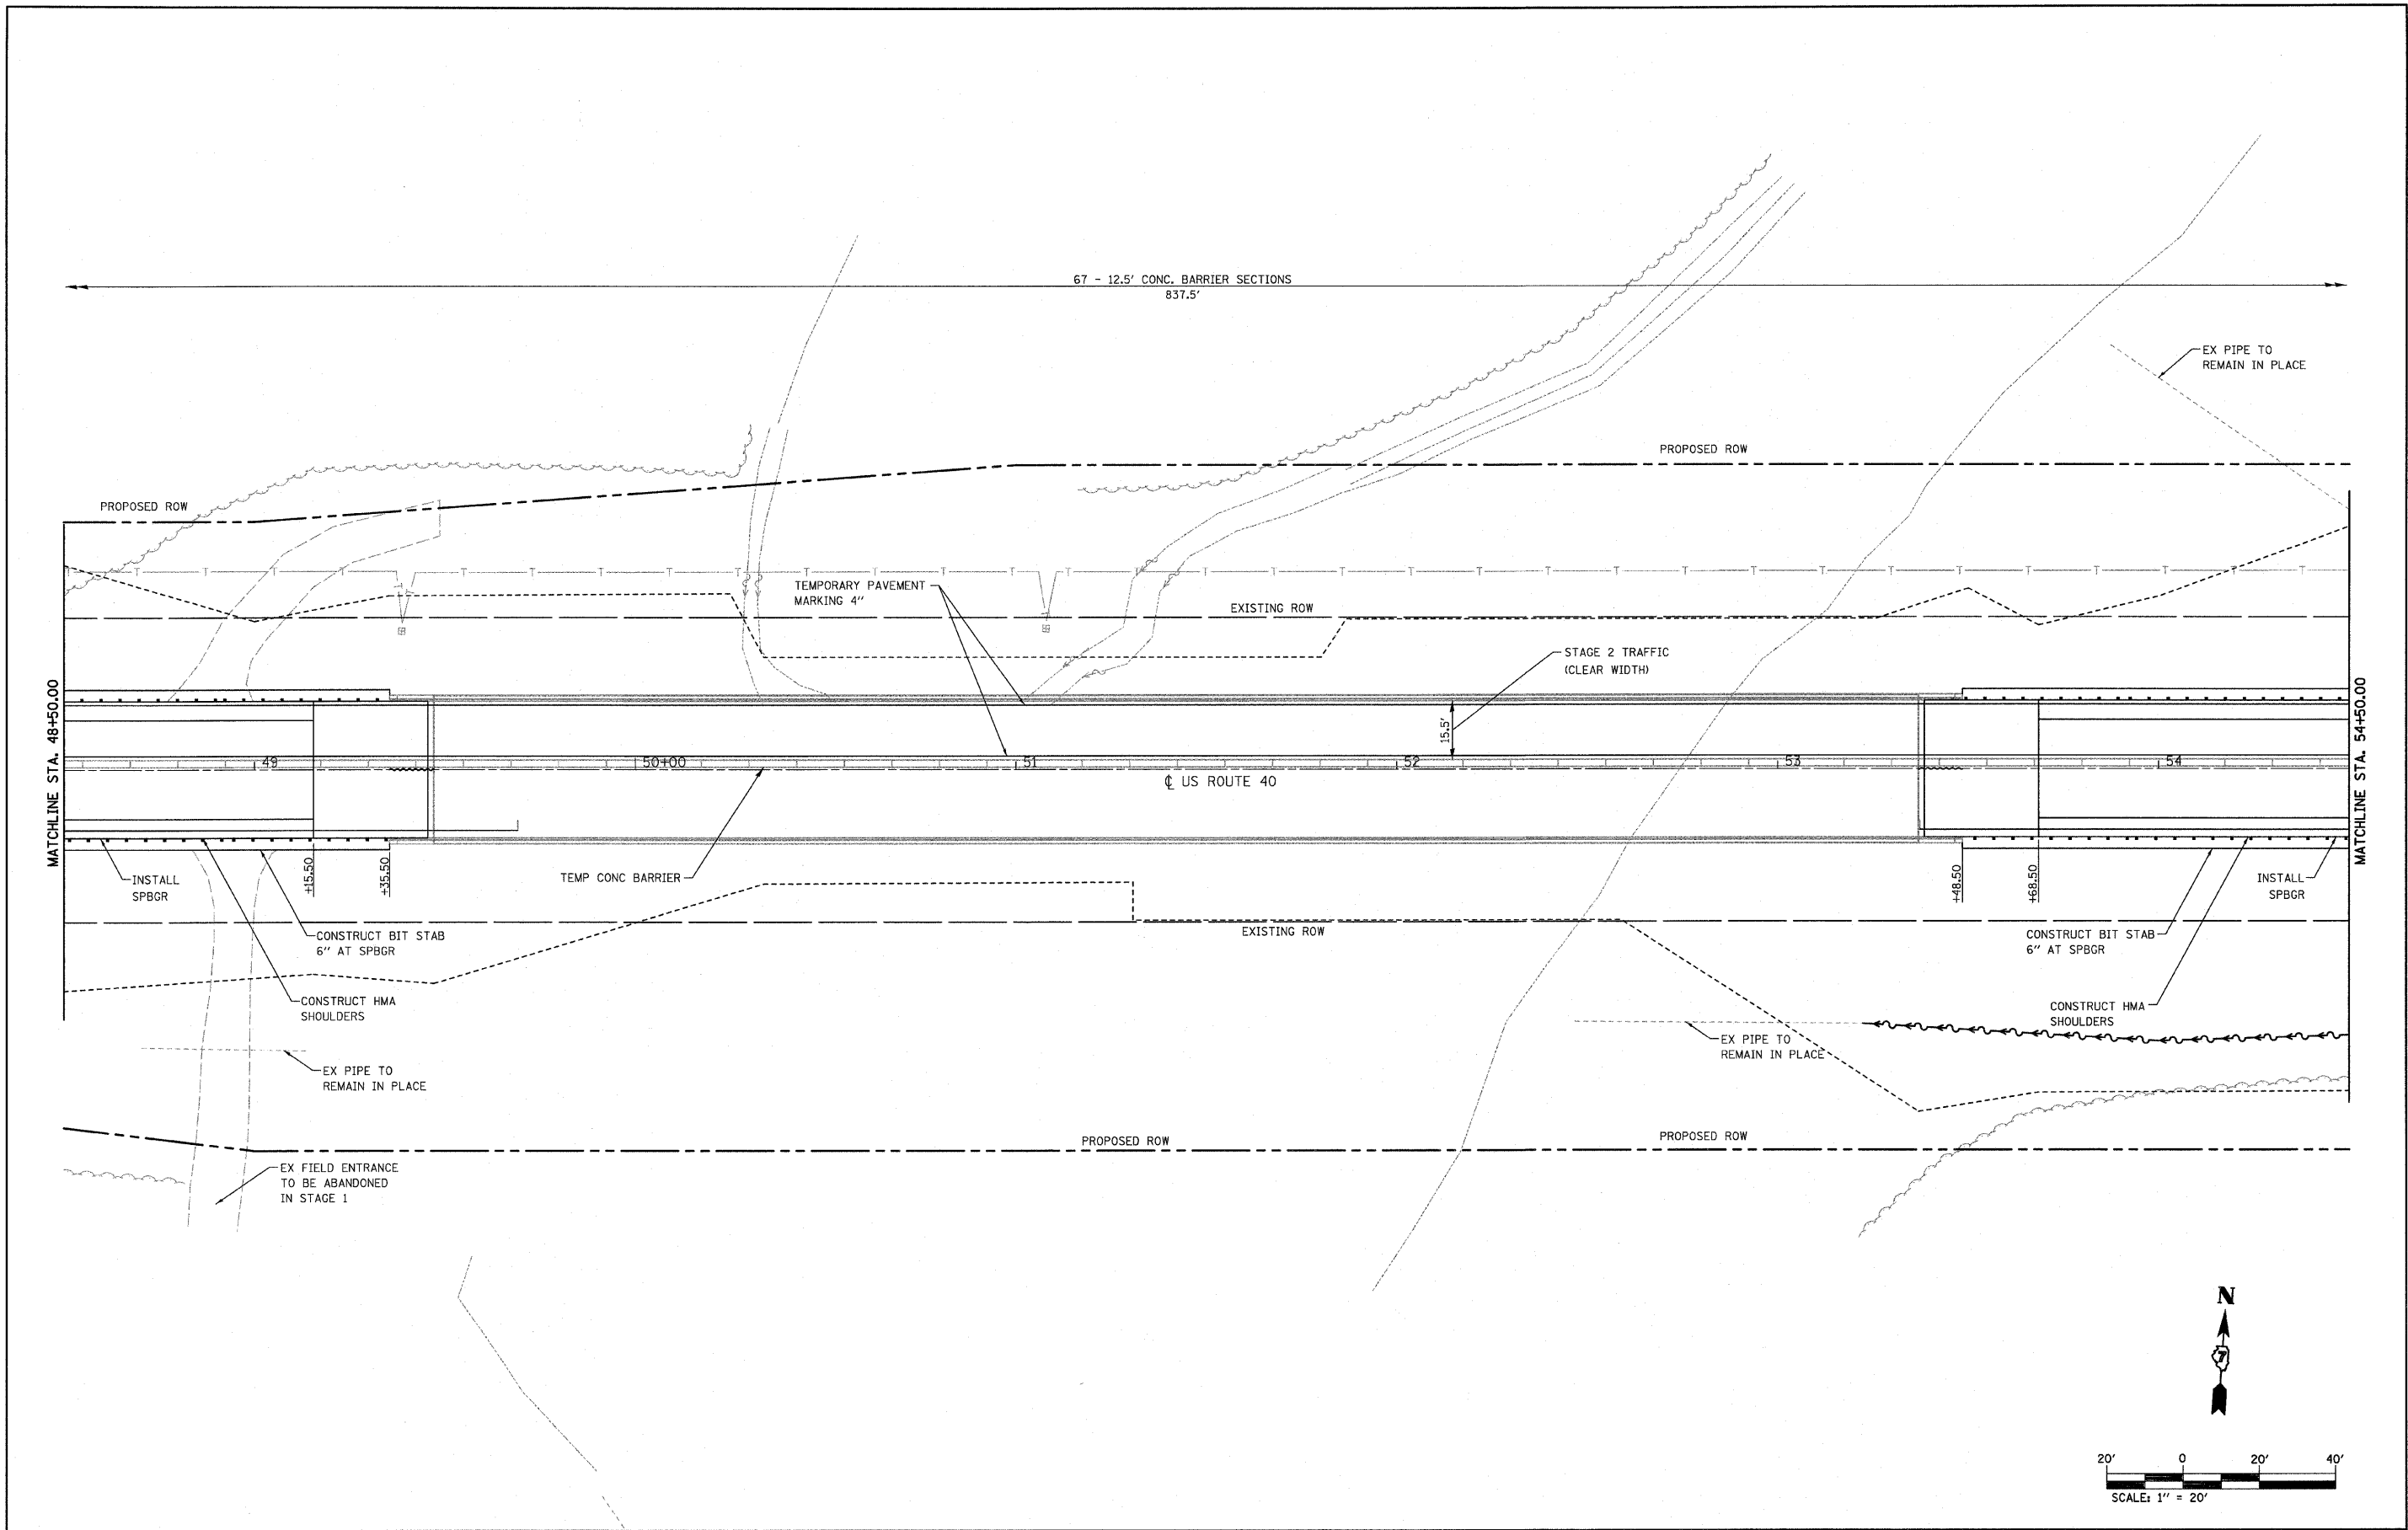 67 - 12.5' CONC. BARRIER SECTIONS
837.5'
EX PIPE TO
REMAIN IN PLACE
PROPOSED ROW
PROPOSED ROW
TEMPORARY PAVEMENT
MARKING 4"
EXISTING ROW
STAGE 2 TRAFFIC
(CLEAR WIDTH)
MATCHLINE STA. 48+50.00
MATCHLINE STA. 54+50.00
15.5'
49
50+00
51
52
53
54
℄ US ROUTE 40
INSTALL
SPBGR
+15.50
+35.50
TEMP CONC BARRIER
+48.50
+68.50
INSTALL
SPBGR
CONSTRUCT BIT STAB
6" AT SPBGR
EXISTING ROW
CONSTRUCT BIT STAB
6" AT SPBGR
CONSTRUCT HMA
SHOULDERS
CONSTRUCT HMA
SHOULDERS
EX PIPE TO
REMAIN IN PLACE
EX PIPE TO
REMAIN IN PLACE
PROPOSED ROW
PROPOSED ROW
EX FIELD ENTRANCE
TO BE ABANDONED
IN STAGE 1
N
7
20'
0
20'
40'
SCALE: 1" = 20'